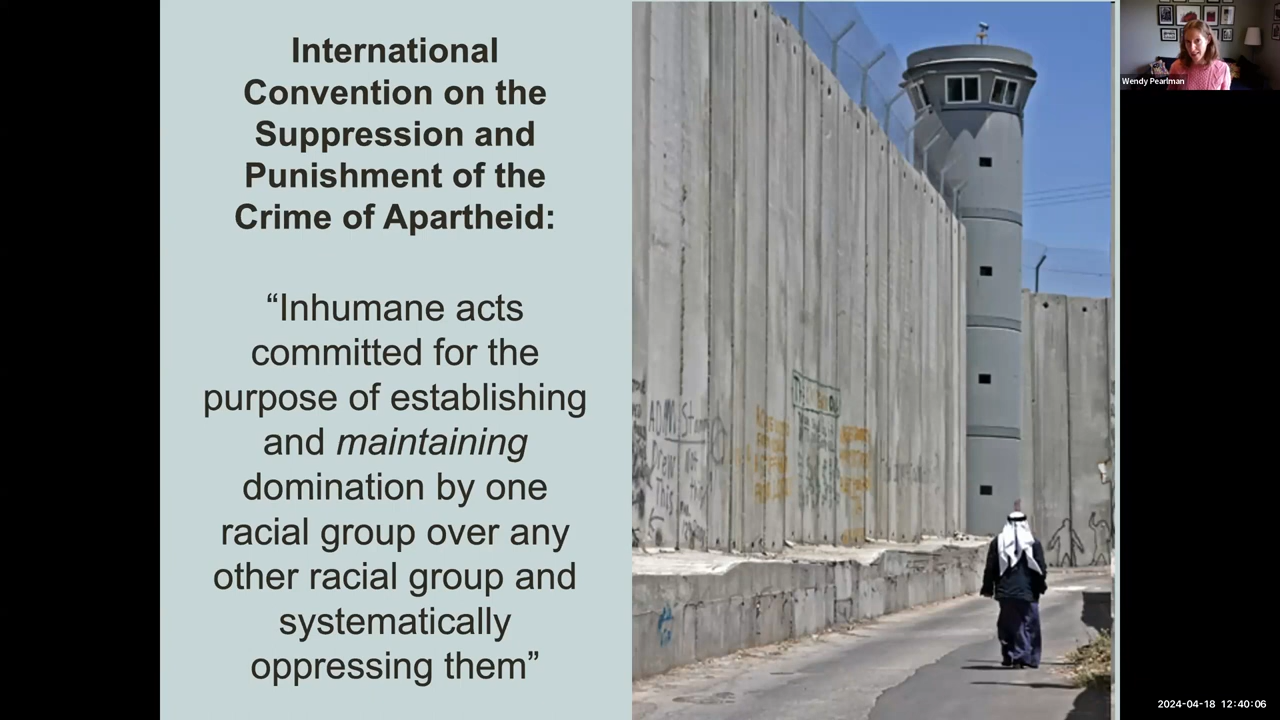 International
Convention on the
Suppression and
Punishment of the
Crime of Apartheid:
“Inhumane acts
committed for the
purpose of establishing
and maintaining
domination by one
racial group over any
other racial group and
systematically
oppressing them”
Wendy Pearlman
2024-04-18 12:40:06